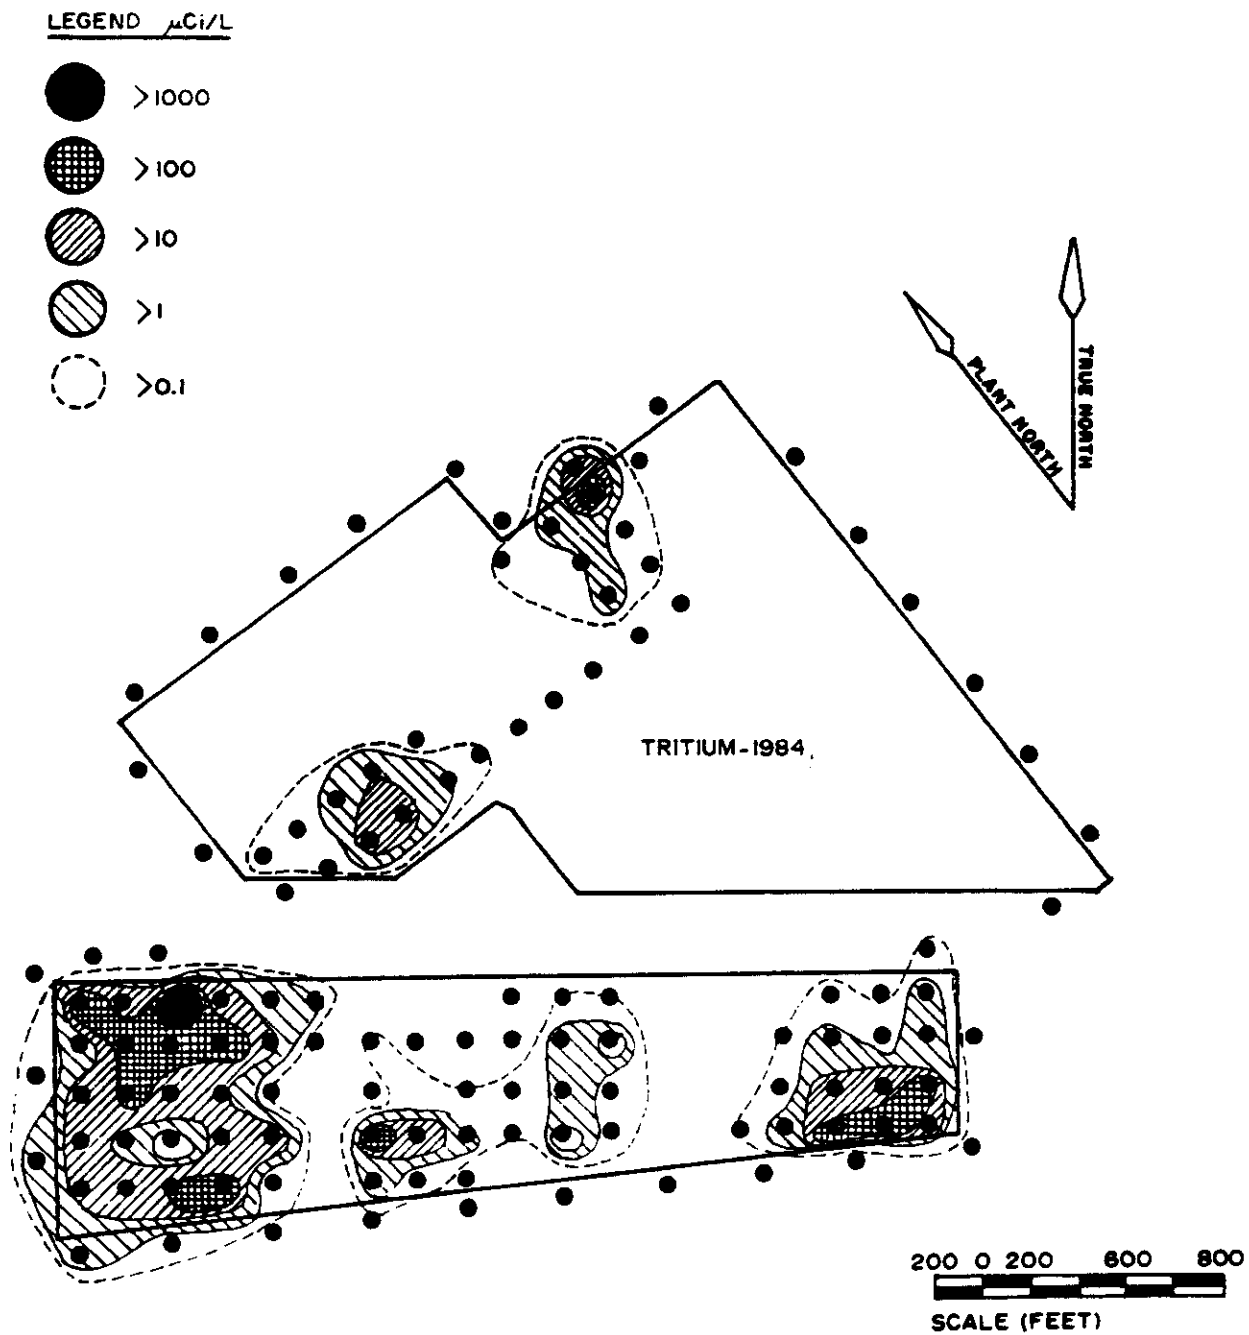 LEGEND μCi/L
>1000
>100
>10
>1
>0.1
PLANT NORTH
TRUE NORTH
TRITIUM-1984
200 0 200 600 800
SCALE (FEET)